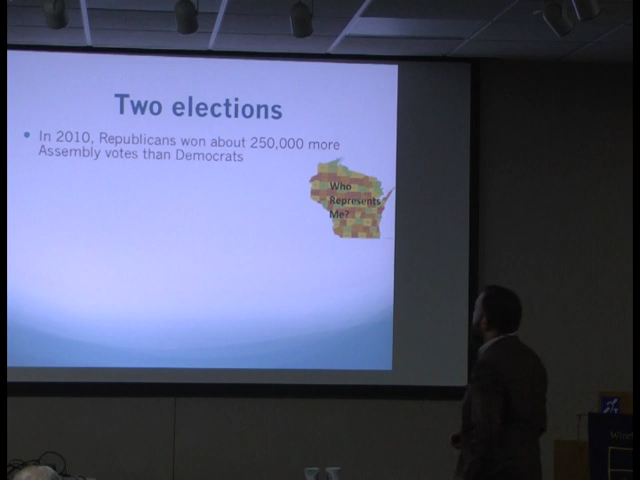 Two elections
• In 2010, Republicans won about 250,000 more
Assembly votes than Democrats
Who
Represents
Me?